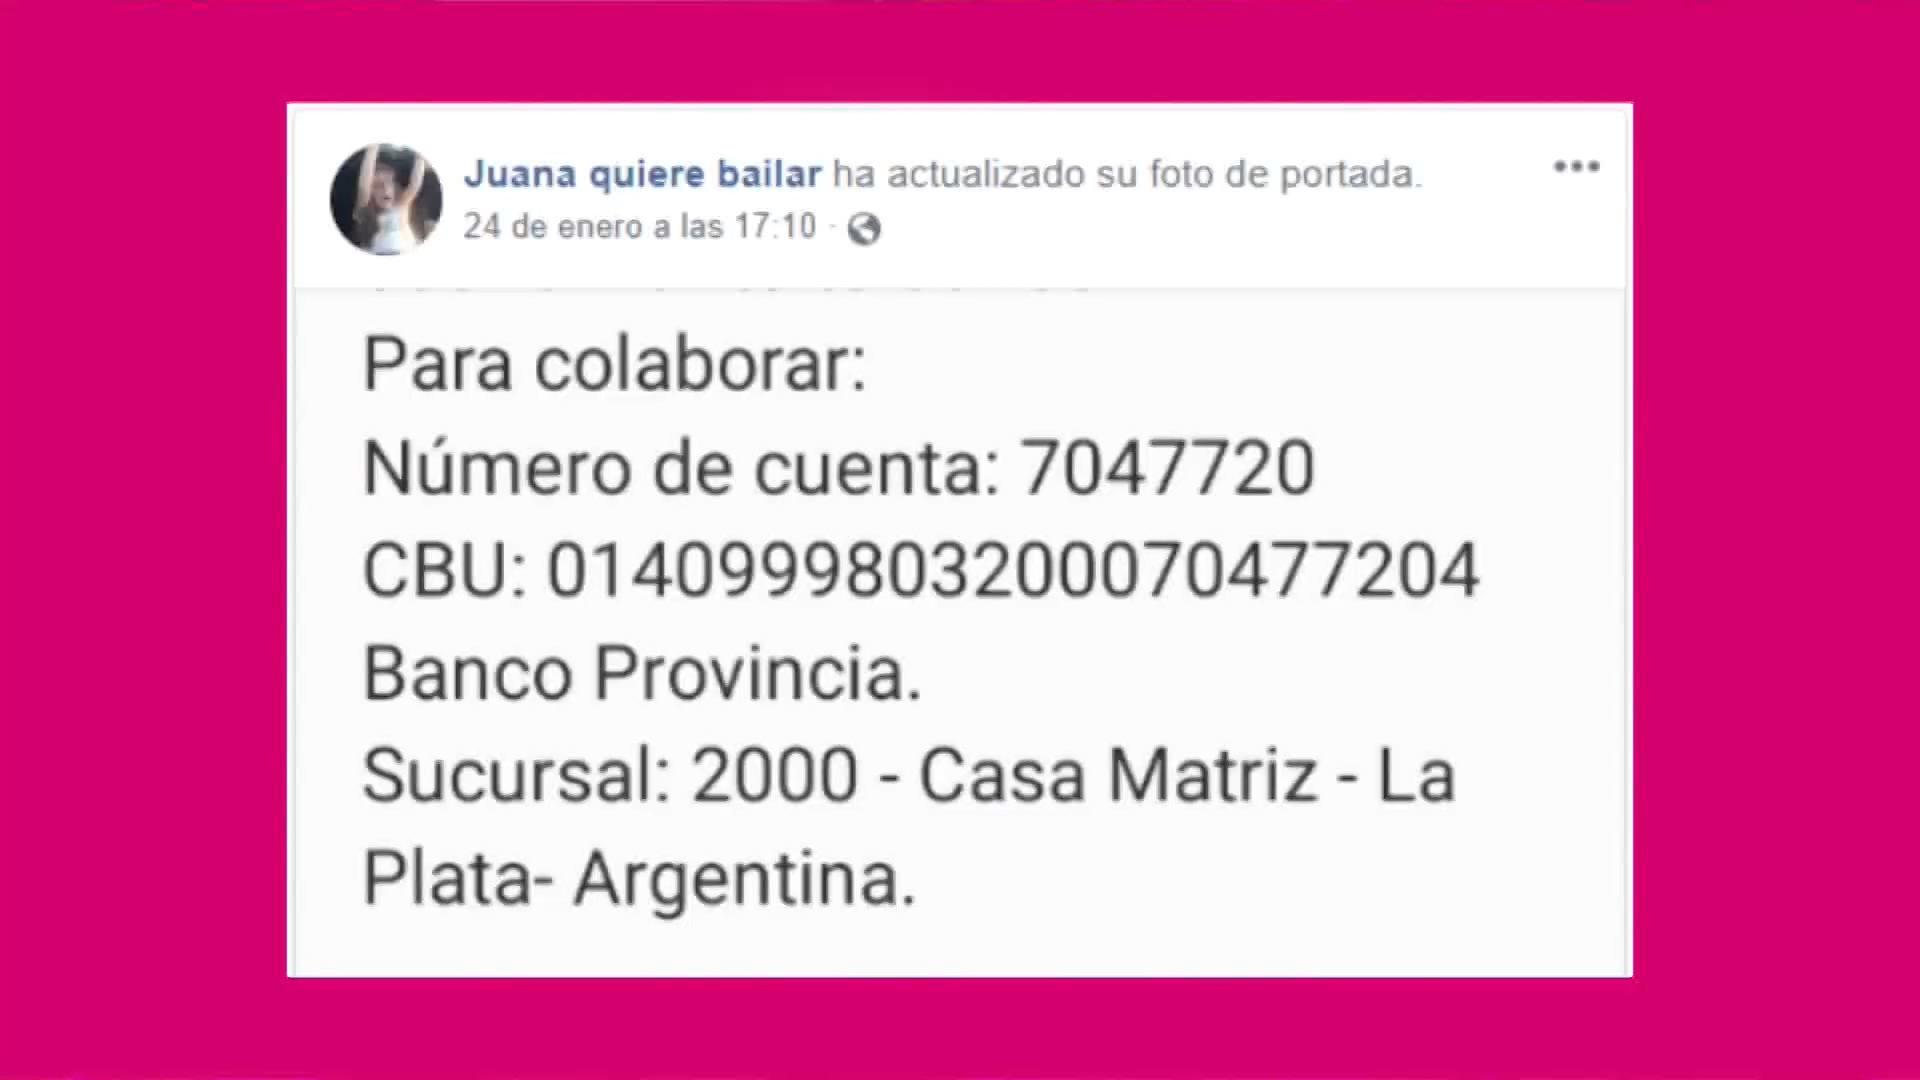 Juana quiere bailar ha actualizado su foto de portada.
24 de enero a las 17:10 ·
Para colaborar:
Número de cuenta: 7047720
CBU: 0140999803200070477204
Banco Provincia.
Sucursal: 2000 - Casa Matriz - La
Plata- Argentina.